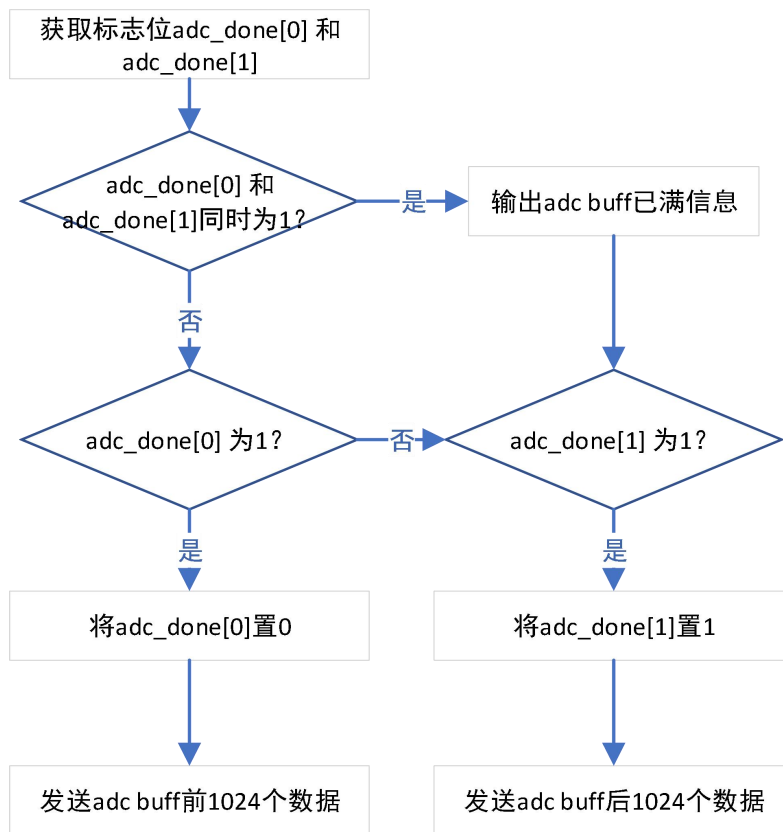 获取标志位adc_done[0] 和
adc_done[1]
adc_done[0] 和
adc_done[1]同时为1?
是
输出adc buff已满信息
否
adc_done[0] 为1?
否
adc_done[1] 为1?
是
是
将adc_done[0]置0
将adc_done[1]置1
发送adc buff前1024个数据
发送adc buff后1024个数据